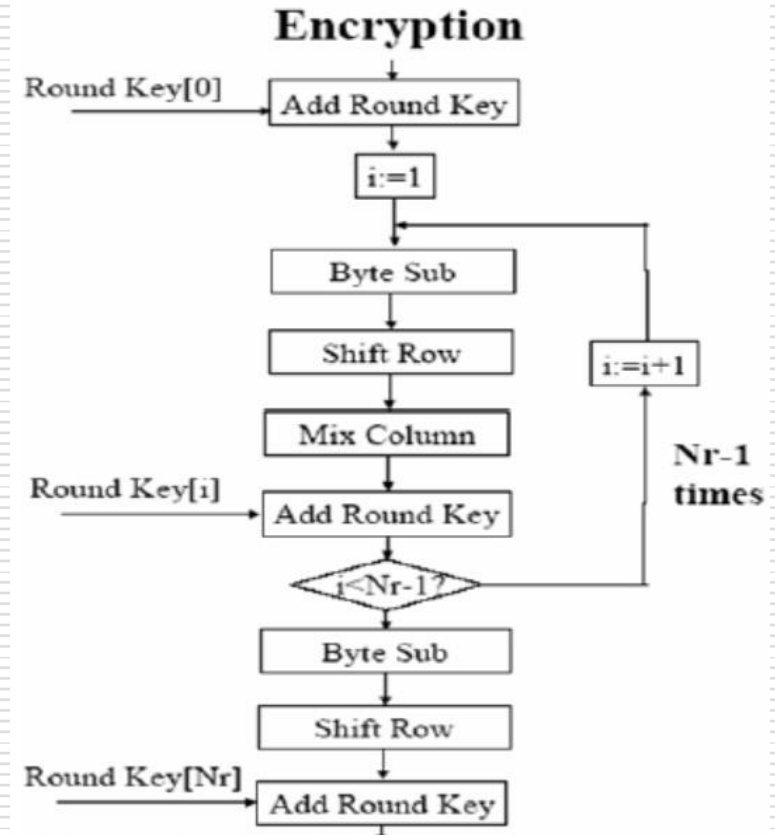 Encryption
Round Key[0]
Add Round Key
i:=1
Byte Sub
Shift Row
i:=i+1
Mix Column
Nr-1
times
Round Key[i]
Add Round Key
i<Nr-1?
Byte Sub
Shift Row
Round Key[Nr]
Add Round Key